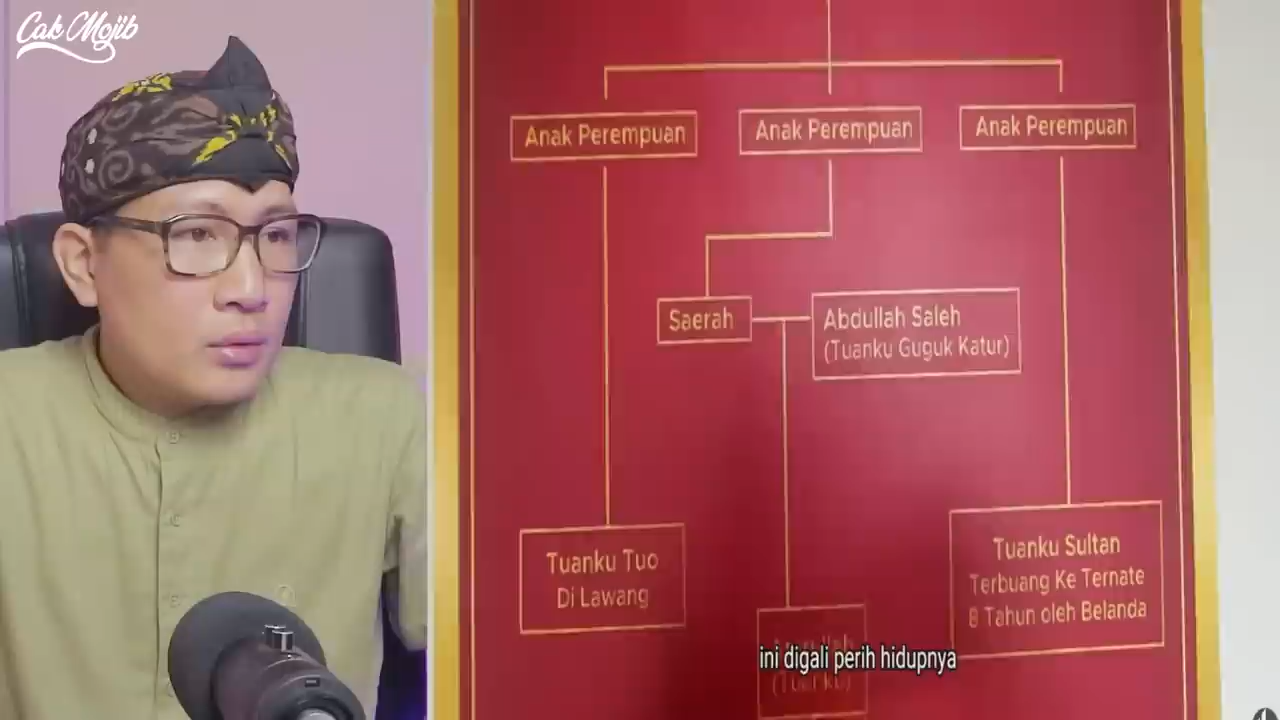 Cak Mojib
Anak Perempuan
Anak Perempuan
Anak Perempuan
Saerah
Abdullah Saleh
(Tuanku Guguk Katur)
Tuanku Tuo
Di Lawang
Tuanku Sultan
Terbuang Ke Ternate
8 Tahun oleh Belanda
ini digali perih hidupnya